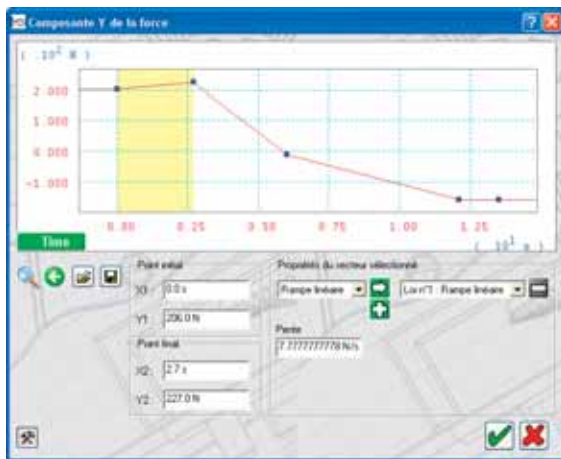 Composante Y de la force
( .10² N )
2.000
1.000
0.000
-1.000
0.00 0.25 0.50 0.75 1.00 1.25
Time
( 10¹ s )
Point initial
X1: 0.0 s
Y1: 206.0 N
Point final
X2: 2.7 s
Y2: 227.0 N
Propriétés du vecteur sélectionné
Rampe linéaire
Loi n°1 : Rampe linéaire
Pente
7.7777777778 N/s